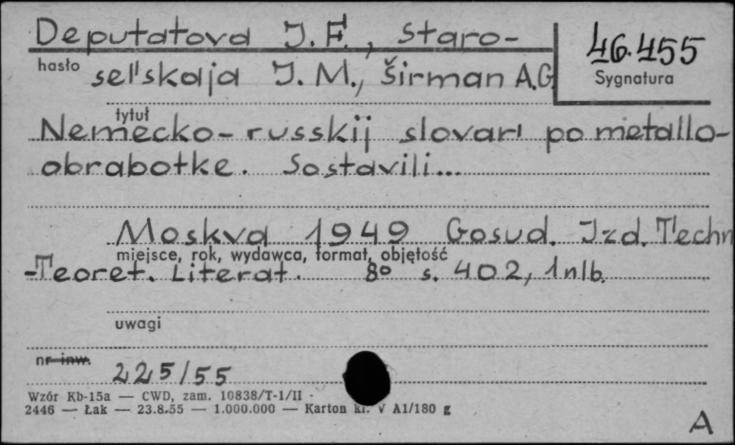 Deputatova J. F., Staro-
46.455
hasło sel'skaja J. M., Širman A.G
Sygnatura
tytuł
Nemecko-russkij slovar' po metallo-
obrabotke. Sostavili...
Moskva 1949 Gosud. Izd. Techn
miejsce, rok, wydawca, format, objętość
-Teoret. Literat. 8° s. 402, 1 nlb.
uwagi
nr inw. 225/55
Wzór Kb-15a — CWD, zam. 10838/T-1/II -
2446 — Łak — 23.8.55 — 1.000.000 — Karton kl. V A1/180 g
A